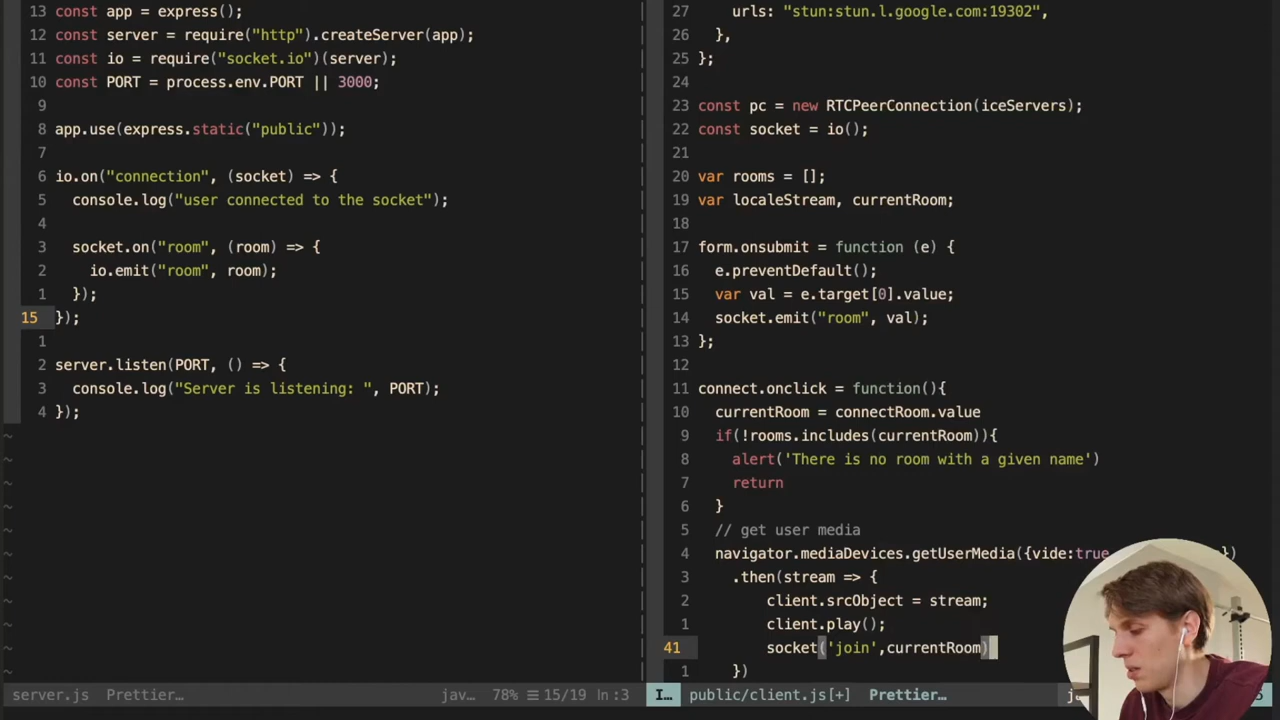 13 const app = express();
12 const server = require("http").createServer(app);
11 const io = require("socket.io")(server);
10 const PORT = process.env.PORT || 3000;
9
8 app.use(express.static("public"));
7
6 io.on("connection", (socket) => {
5 console.log("user connected to the socket");
4
3 socket.on("room", (room) => {
2 io.emit("room", room);
1 });
15 });
1
2 server.listen(PORT, () => {
3 console.log("Server is listening: ", PORT);
4 });
~
~
~
~
~
~
~
~
~
~
~
server.js Prettier… jav… 78% ☰ 15/19 ln:3
27 urls: "stun:stun.l.google.com:19302",
26 },
25 };
24
23 const pc = new RTCPeerConnection(iceServers);
22 const socket = io();
21
20 var rooms = [];
19 var localeStream, currentRoom;
18
17 form.onsubmit = function (e) {
16 e.preventDefault();
15 var val = e.target[0].value;
14 socket.emit("room", val);
13 };
12
11 connect.onclick = function(){
10 currentRoom = connectRoom.value
9 if(!rooms.includes(currentRoom)){
8 alert('There is no room with a given name')
7 return
6 }
5 // get user media
4 navigator.mediaDevices.getUserMedia({vide:true })
3 .then(stream => {
2 client.srcObject = stream;
1 client.play();
41 socket('join',currentRoom)
1 })
I… public/client.js[+] Prettier…